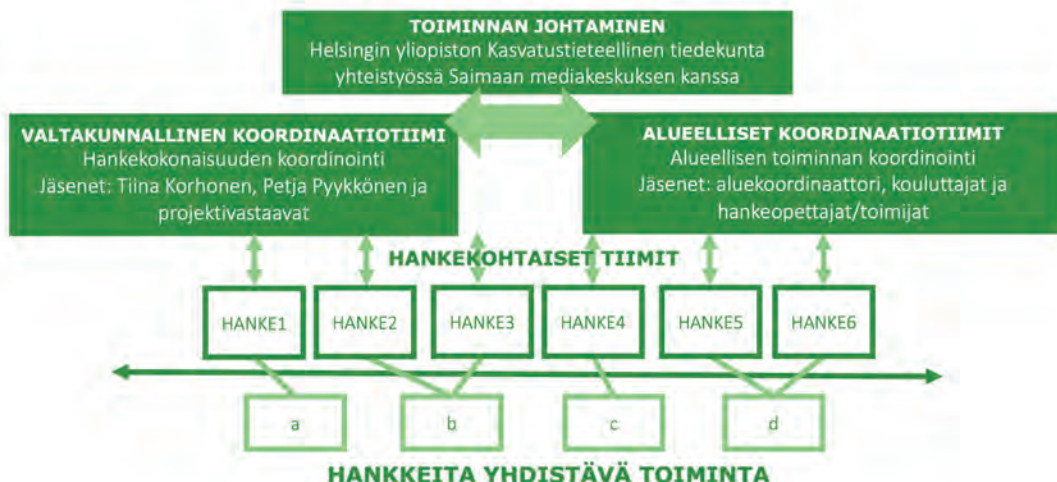 TOIMINNAN JOHTAMINEN
Helsingin yliopiston Kasvatustieteellinen tiedekunta
yhteistyössä Saimaan mediakeskuksen kanssa
VALTAKUNNALLINEN KOORDINAATIOTIIMI
Hankekokonaisuuden koordinointi
Jäsenet: Tiina Korhonen, Petja Pyykkönen ja
projektivastaavat
ALUEELLISET KOORDINAATIOTIIMIT
Alueellisen toiminnan koordinointi
Jäsenet: aluekoordinaattori, kouluttajat ja
hankeopettajat/toimijat
HANKEKOHTAISET TIIMIT
HANKE1
HANKE2
HANKE3
HANKE4
HANKE5
HANKE6
a
b
c
d
HANKKEITA YHDISTÄVÄ TOIMINTA